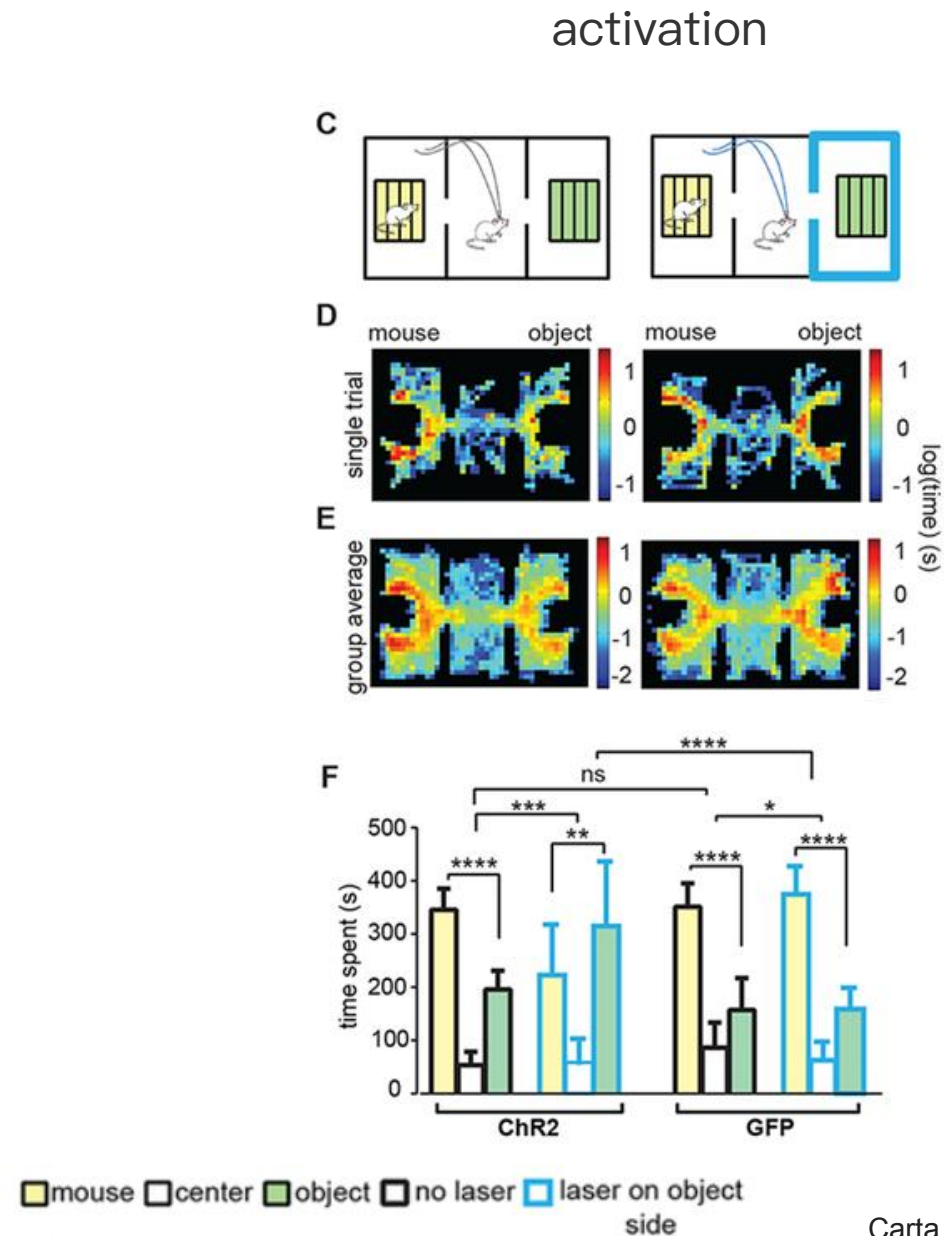 activation
C
D
mouse object mouse object
single trial
1
0
-1
1
0
-1
log(time) (s)
E
group average
1
0
-1
-2
1
0
-1
-2
F
****
ns
*** *
** ****
**** ****
time spent (s)
500
400
300
200
100
0
ChR2 GFP
mouse center object no laser laser on object
side
Carta